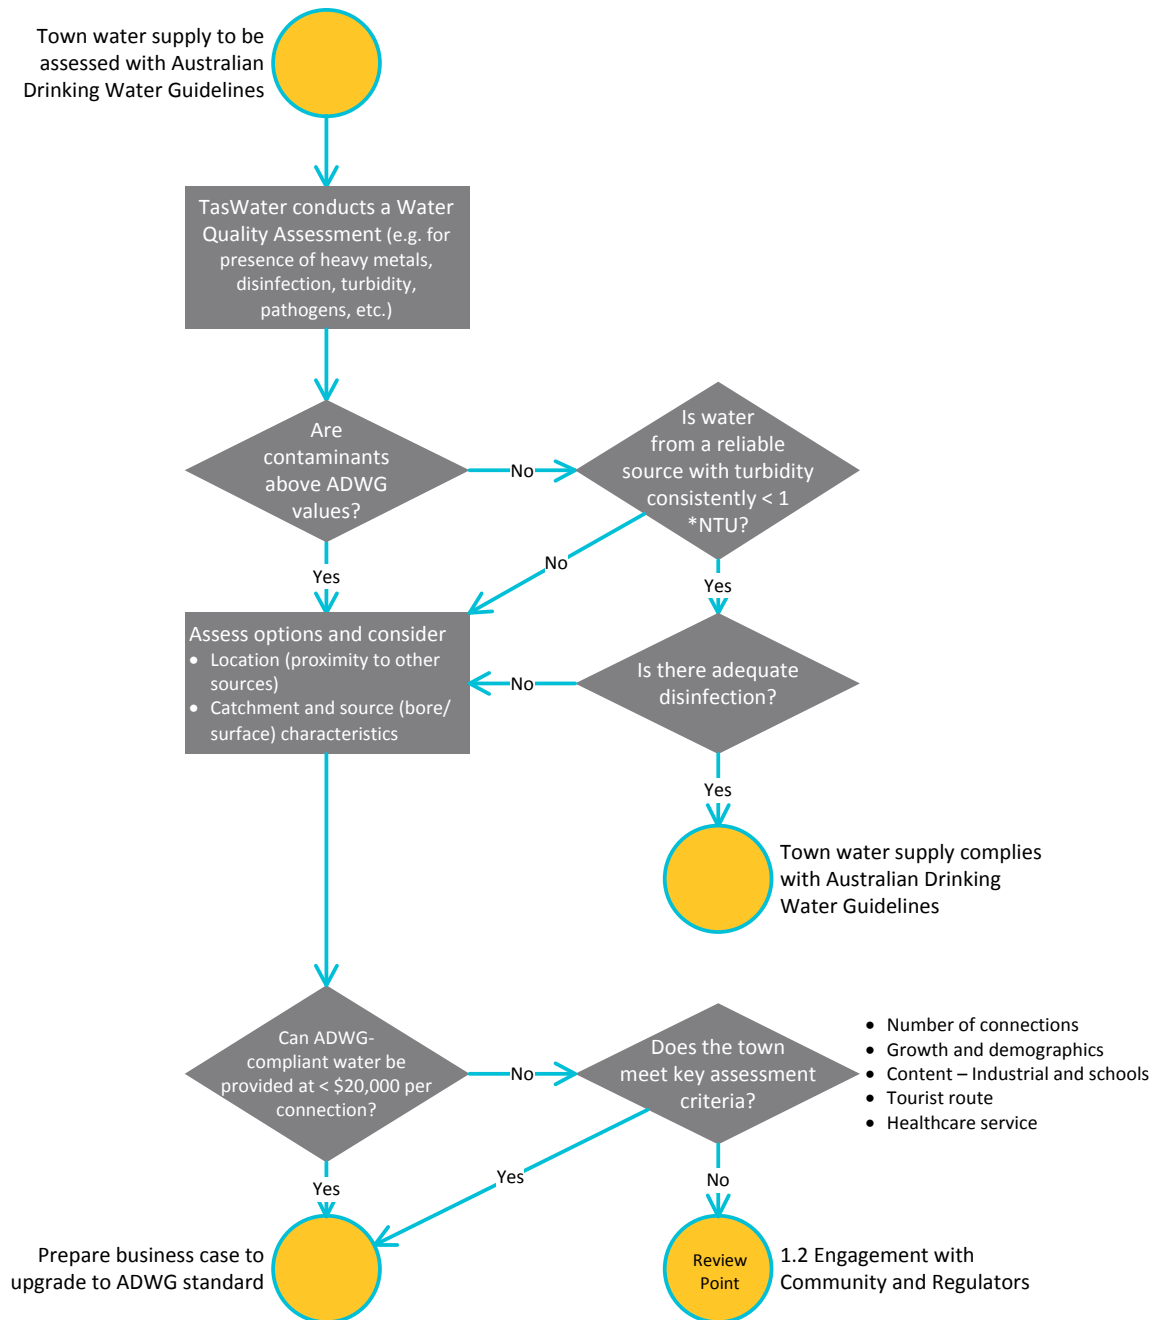 Town water supply to be
assessed with Australian
Drinking Water Guidelines
TasWater conducts a Water
Quality Assessment (e.g. for
presence of heavy metals,
disinfection, turbidity,
pathogens, etc.)
Are
contaminants
above ADWG
values?
No
Is water
from a reliable
source with turbidity
consistently < 1
*NTU?
Yes
No
Yes
Assess options and consider
• Location (proximity to other
sources)
• Catchment and source (bore/
surface) characteristics
No
Is there adequate
disinfection?
Yes
Town water supply complies
with Australian Drinking
Water Guidelines
Can ADWG-
compliant water be
provided at < $20,000 per
connection?
No
Does the town
meet key assessment
criteria?
• Number of connections
• Growth and demographics
• Content – Industrial and schools
• Tourist route
• Healthcare service
Yes
Yes
No
Prepare business case to
upgrade to ADWG standard
Review
Point
1.2 Engagement with
Community and Regulators